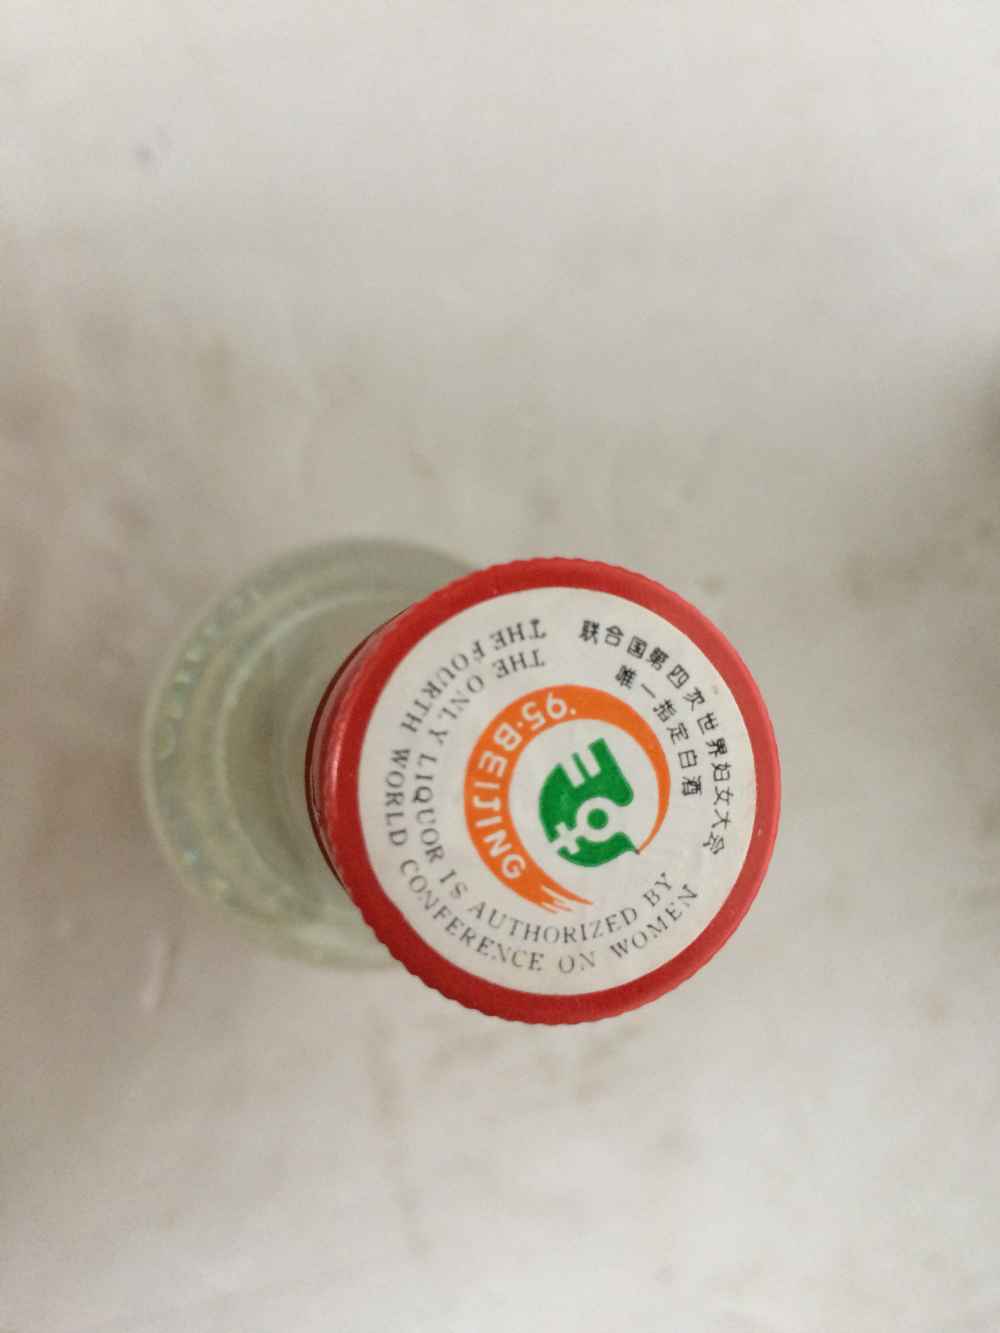 联合国第四次世界妇女大会
唯一指定白酒
'95·BEIJING
THE ONLY LIQUOR IS AUTHORIZED BY
THE FOURTH WORLD CONFERENCE ON WOMEN